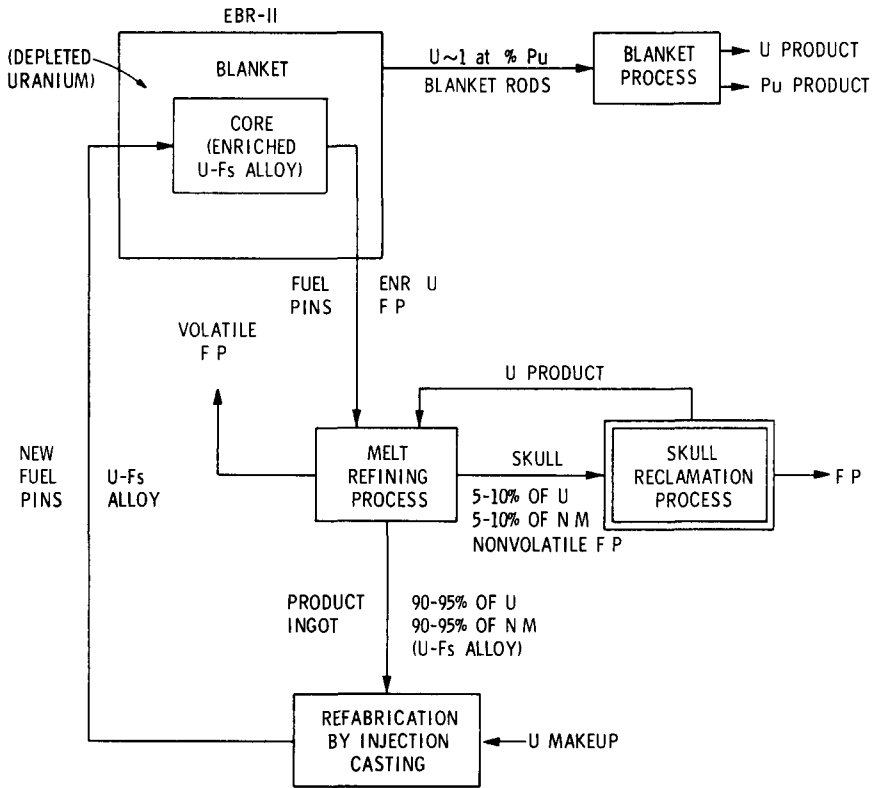 EBR-II
(DEPLETED
URANIUM)
BLANKET
CORE
(ENRICHED
U-Fs ALLOY)
U~1 at % Pu
BLANKET RODS
BLANKET
PROCESS
U PRODUCT
Pu PRODUCT
FUEL
PINS
ENR U
F P
VOLATILE
F P
U PRODUCT
MELT
REFINING
PROCESS
SKULL
5-10% OF U
5-10% OF N M
NONVOLATILE F P
SKULL
RECLAMATION
PROCESS
F P
NEW
FUEL
PINS
U-Fs
ALLOY
PRODUCT
INGOT
90-95% OF U
90-95% OF N M
(U-Fs ALLOY)
REFABRICATION
BY INJECTION
CASTING
U MAKEUP